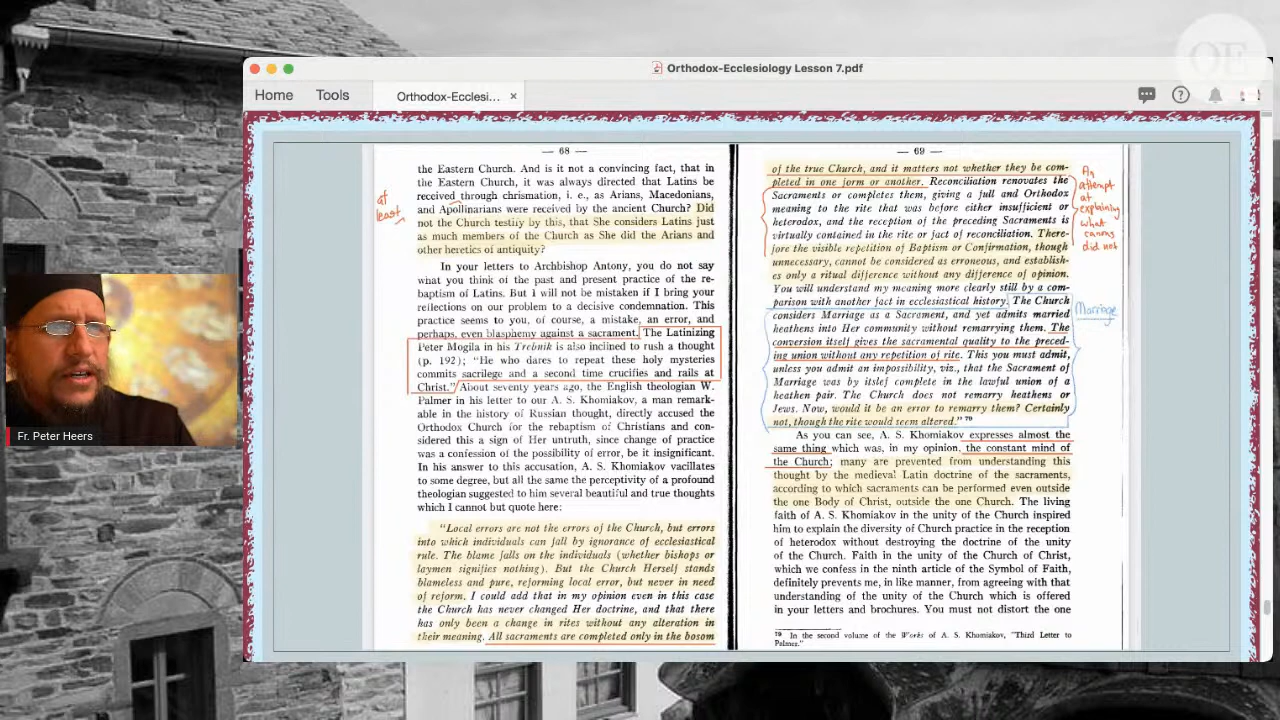 OE
Orthodox-Ecclesiology Lesson 7.pdf
Home
Tools
Orthodox-Ecclesi...
— 68 —
the Eastern Church. And is it not a convincing fact, that in
the Eastern Church, it was always directed that Latins be
received through chrismation, i. e., as Arians, Macedonians,
and Apollinarians were received by the ancient Church? Did
not the Church testify by this, that She considers Latins just
as much members of the Church as She did the Arians and
other heretics of antiquity?
at
least
In your letters to Archbishop Antony, you do not say
what you think of the past and present practice of the re-
baptism of Latins. But I will not be mistaken if I bring your
reflections on our problem to a decisive condemnation. This
practice seems to you, of course, a mistake, an error, and
perhaps, even blasphemy against a sacrament. The Latinizing
Peter Mogila in his Trebnik is also inclined to rush a thought
(p. 192); "He who dares to repeat these holy mysteries
commits sacrilege and a second time crucifies and rails at
Christ." About seventy years ago, the English theologian W.
Palmer in his letter to our A. S. Khomiakov, a man remark-
able in the history of Russian thought, directly accused the
Orthodox Church for the rebaptism of Christians and con-
sidered this a sign of Her untruth, since change of practice
was a confession of the possibility of error, be it insignificant.
In his answer to this accusation, A. S. Khomiakov vacillates
to some degree, but all the same the perceptivity of a profound
theologian suggested to him several beautiful and true thoughts
which I cannot but quote here:
"Local errors are not the errors of the Church, but errors
into which individuals can fall by ignorance of ecclesiastical
rule. The blame falls on the individuals (whether bishops or
laymen signifies nothing). But the Church Herself stands
blameless and pure, reforming local error, but never in need
of reform. I could add that in my opinion even in this case
the Church has never changed Her doctrine, and that there
has only been a change in rites without any alteration in
their meaning. All sacraments are completed only in the bosom
— 69 —
of the true Church, and it matters not whether they be com-
pleted in one form or another. Reconciliation renovates the
Sacraments or completes them, giving a full and Orthodox
meaning to the rite that was before either insufficient or
heterodox, and the reception of the preceding Sacraments is
virtually contained in the rite or fact of reconciliation. There-
fore the visible repetition of Baptism or Confirmation, though
unnecessary, cannot be considered as erroneous, and establish-
es only a ritual difference without any difference of opinion.
You will understand my meaning more clearly still by a com-
parison with another fact in ecclesiastical history. The Church
considers Marriage as a Sacrament, and yet admits married
heathens into Her community without remarrying them. The
conversion itself gives the sacramental quality to the preced-
ing union without any repetition of rite. This you must admit,
unless you admit an impossibility, viz., that the Sacrament of
Marriage was by itslef complete in the lawful union of a
heathen pair. The Church does not remarry heathens or
Jews. Now, would it be an error to remarry them? Certainly
not, though the rite would seem altered." 79
An
attempt
at
explaining
what
canons
did not
Marriage
As you can see, A. S. Khomiakov expresses almost the
same thing which was, in my opinion, the constant mind of
the Church; many are prevented from understanding this
thought by the medieval Latin doctrine of the sacraments,
according to which sacraments can be performed even outside
the one Body of Christ, outside the one Church. The living
faith of A. S. Khomiakov in the unity of the Church inspired
him to explain the diversity of Church practice in the reception
of heterodox without destroying the doctrine of the unity
of the Church. Faith in the unity of the Church of Christ,
which we confess in the ninth article of the Symbol of Faith,
definitely prevents me, in like manner, from agreeing with that
understanding of the unity of the Church which is offered
in your letters and brochures. You must not distort the one
79 In the second volume of the Works of A. S. Khomiakov, "Third Letter to
Palmer."
Fr. Peter Heers